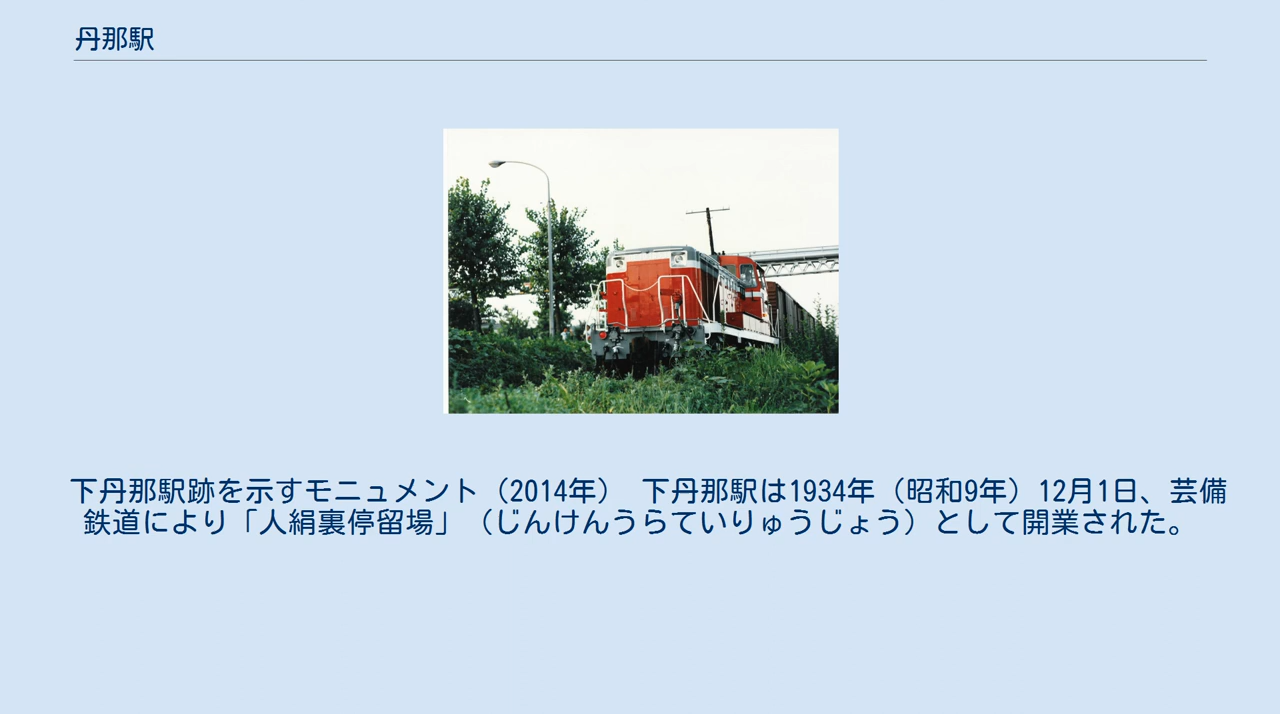 丹那駅
下丹那駅跡を示すモニュメント（2014年）　下丹那駅は1934年（昭和9年）12月1日、芸備
鉄道により「人絹裏停留場」（じんけんうらていりゅうじょう）として開業された。